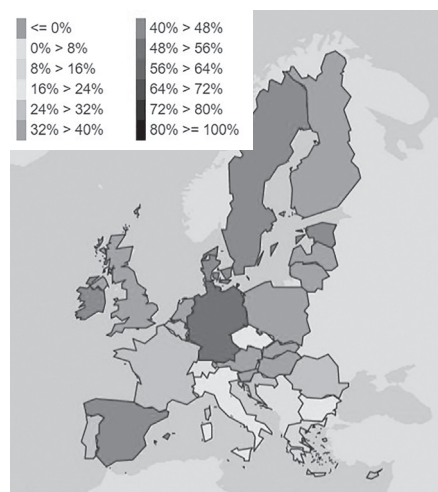 <= 0%
0% > 8%
8% > 16%
16% > 24%
24% > 32%
32% > 40%
40% > 48%
48% > 56%
56% > 64%
64% > 72%
72% > 80%
80% >= 100%